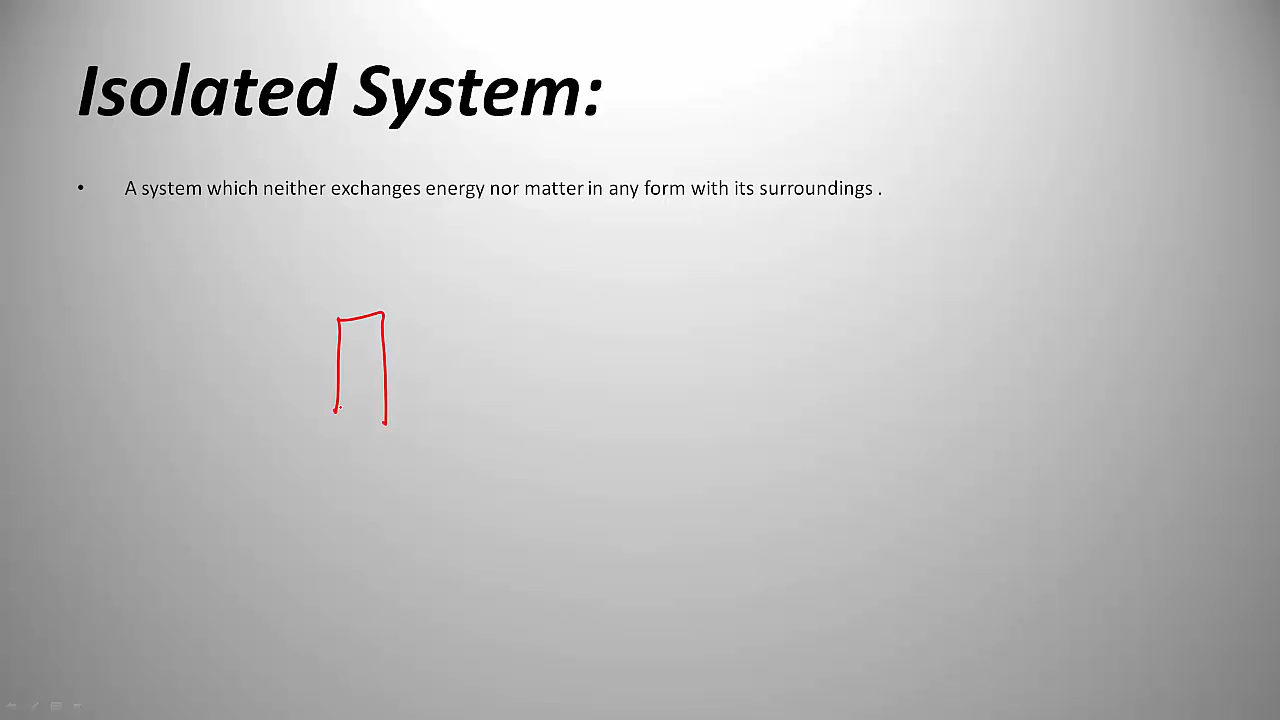 Isolated System:
• A system which neither exchanges energy nor matter in any form with its surroundings .